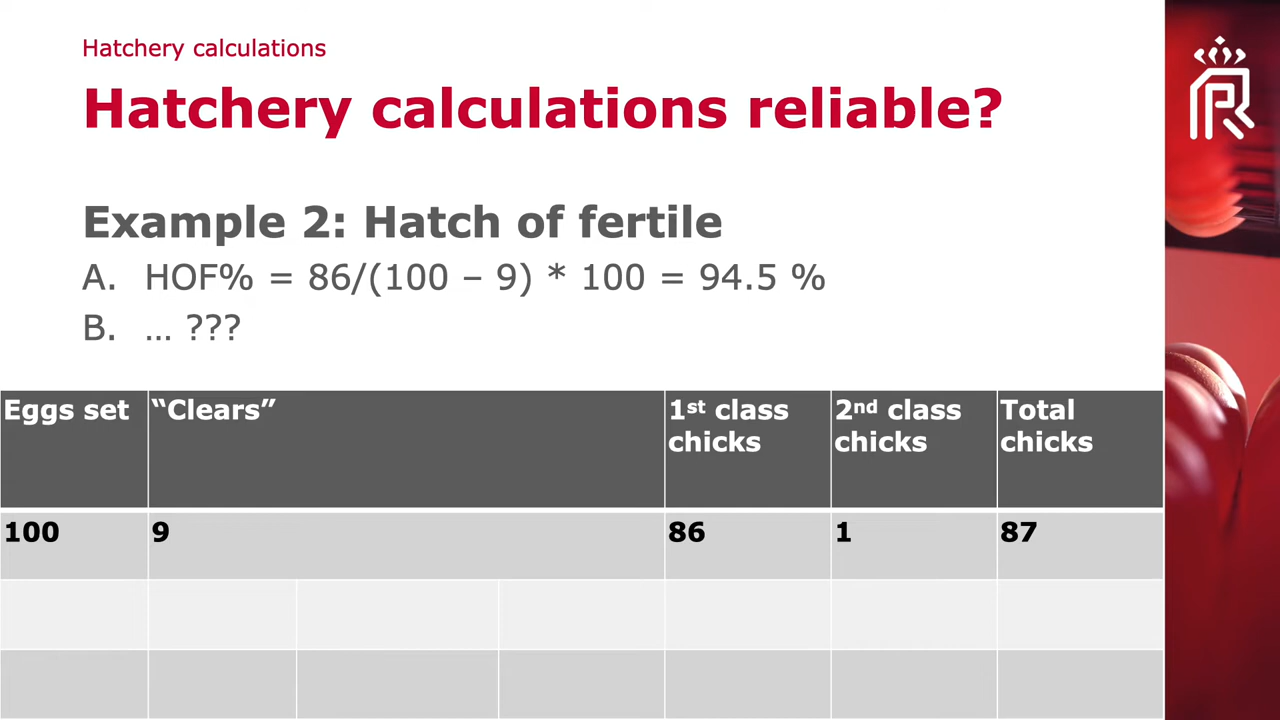 Hatchery calculations
Hatchery calculations reliable?
Example 2: Hatch of fertile
A. HOF% = 86/(100 – 9) * 100 = 94.5 %
B. … ???
Eggs set “Clears” 1st class chicks 2nd class chicks Total chicks
100 9 86 1 87